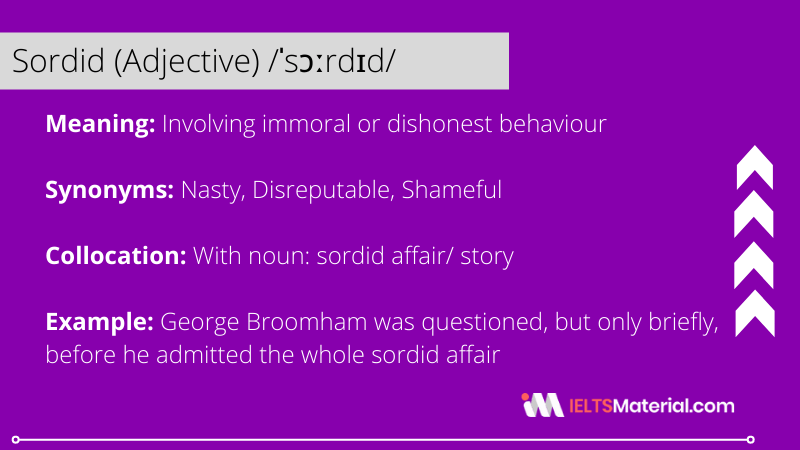 Sordid (Adjective) /ˈsɔːrdɪd/
Meaning: Involving immoral or dishonest behaviour
Synonyms: Nasty, Disreputable, Shameful
Collocation: With noun: sordid affair/ story
Example: George Broomham was questioned, but only briefly,
before he admitted the whole sordid affair
iM IELTSMaterial.com